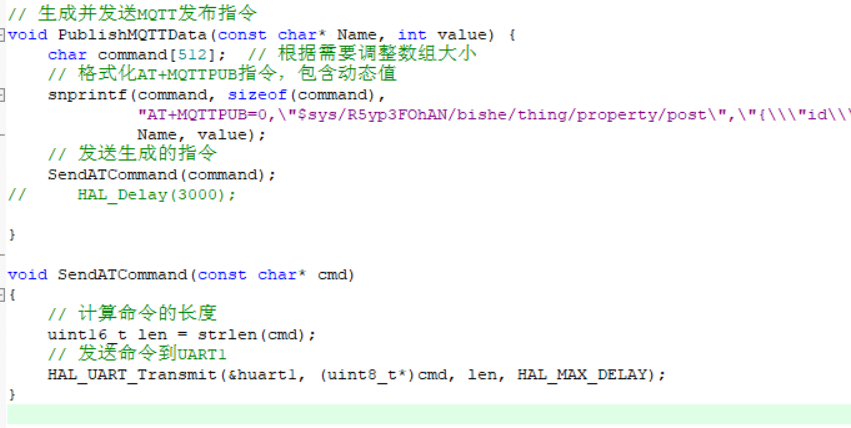 // 生成并发送MQTT发布指令
void PublishMQTTData(const char* Name, int value) {
char command[512];  // 根据需要调整数组大小
// 格式化AT+MQTTPUB指令，包含动态值
snprintf(command, sizeof(command),
"AT+MQTTPUB=0,\"$sys/R5yp3FOhAN/bishe/thing/property/post\",\"{\\\"id\\\
Name, value);
// 发送生成的指令
SendATCommand(command);
//     HAL_Delay(3000);
}
void SendATCommand(const char* cmd)
{
// 计算命令的长度
uint16_t len = strlen(cmd);
// 发送命令到UART1
HAL_UART_Transmit(&huart1, (uint8_t*)cmd, len, HAL_MAX_DELAY);
}